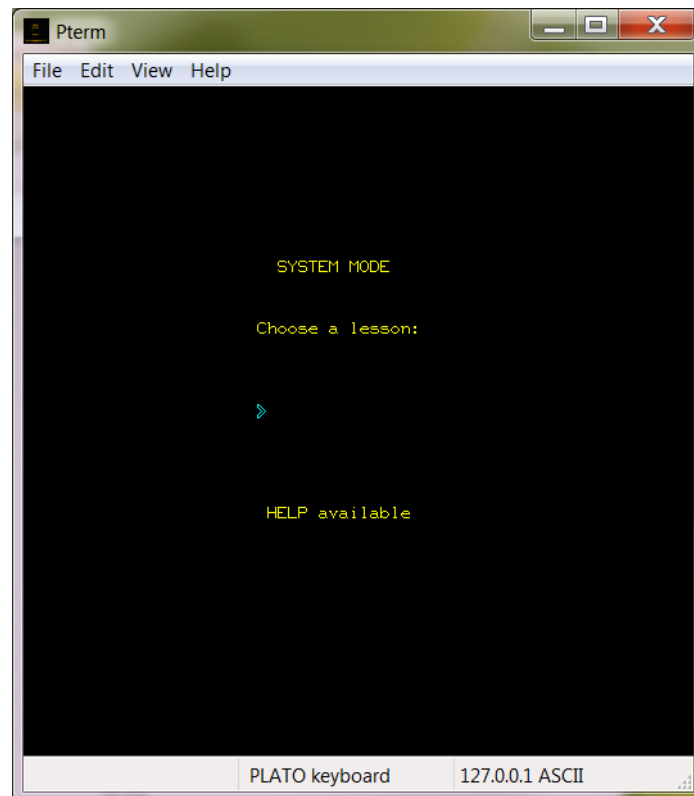 Pterm
File Edit View Help
SYSTEM MODE
Choose a lesson:
HELP available
PLATO keyboard 127.0.0.1 ASCII